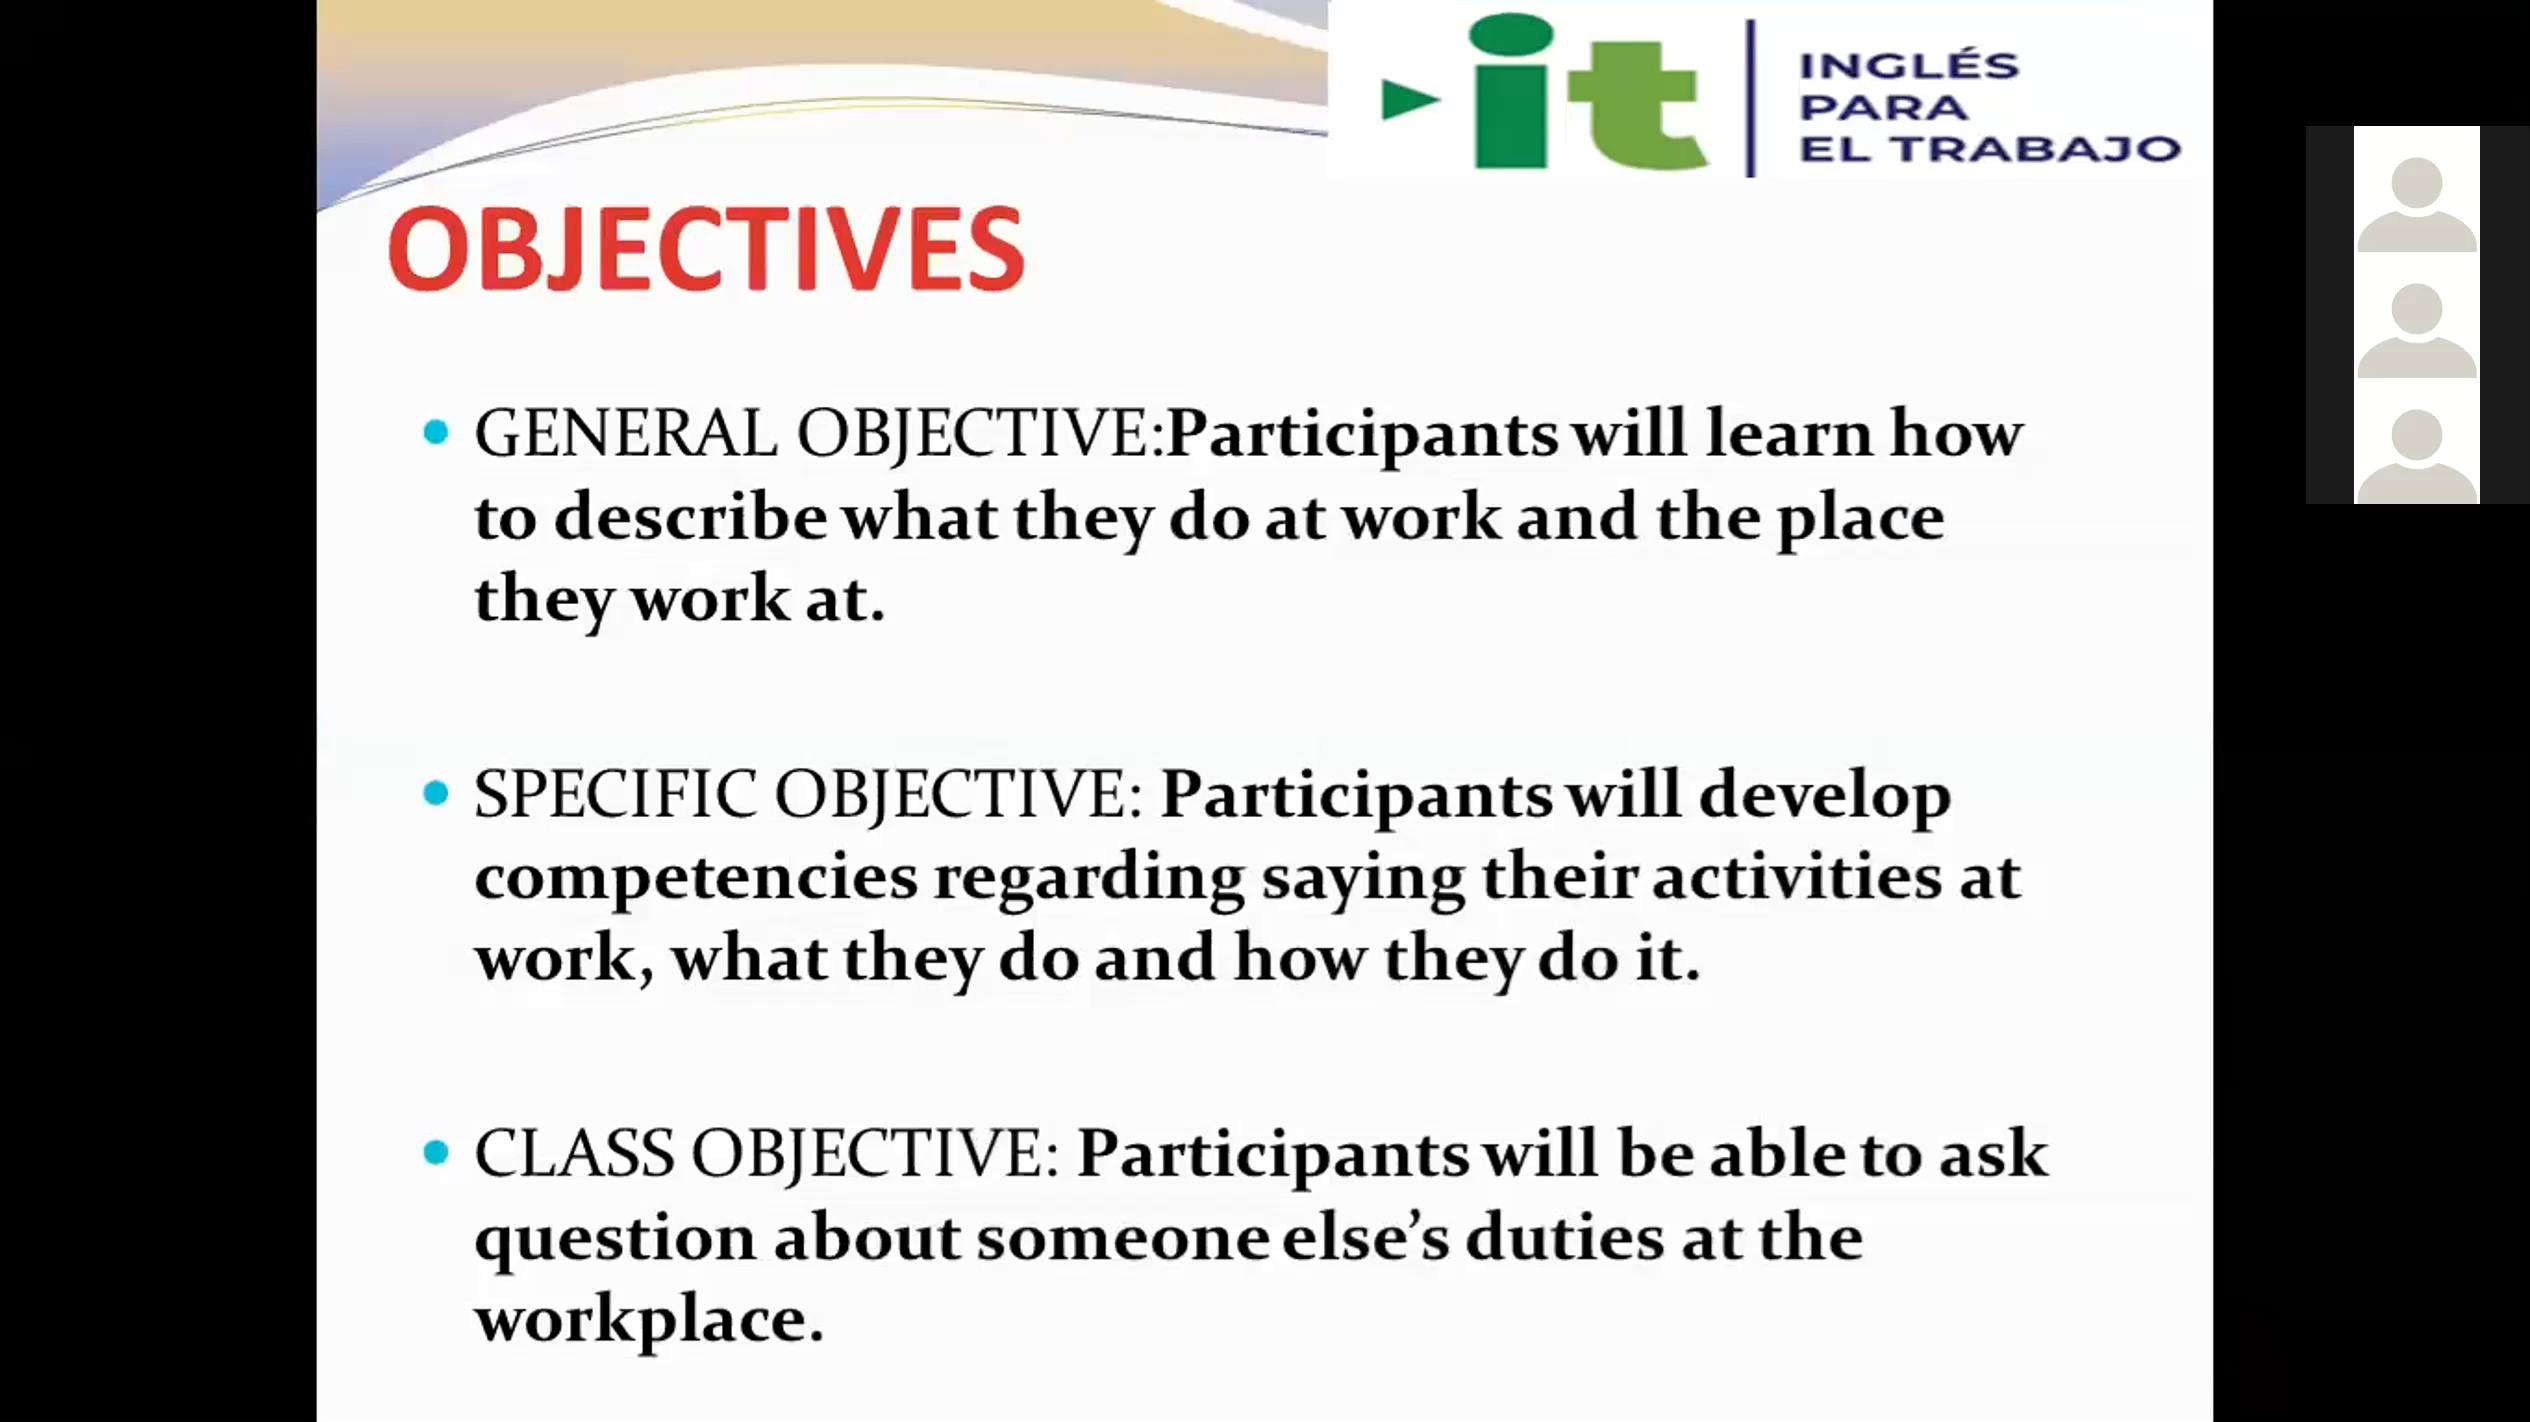 it
INGLÉS
PARA
EL TRABAJO
OBJECTIVES
• GENERAL OBJECTIVE:Participants will learn how
to describe what they do at work and the place
they work at.
• SPECIFIC OBJECTIVE: Participants will develop
competencies regarding saying their activities at
work, what they do and how they do it.
• CLASS OBJECTIVE: Participants will be able to ask
question about someone else’s duties at the
workplace.